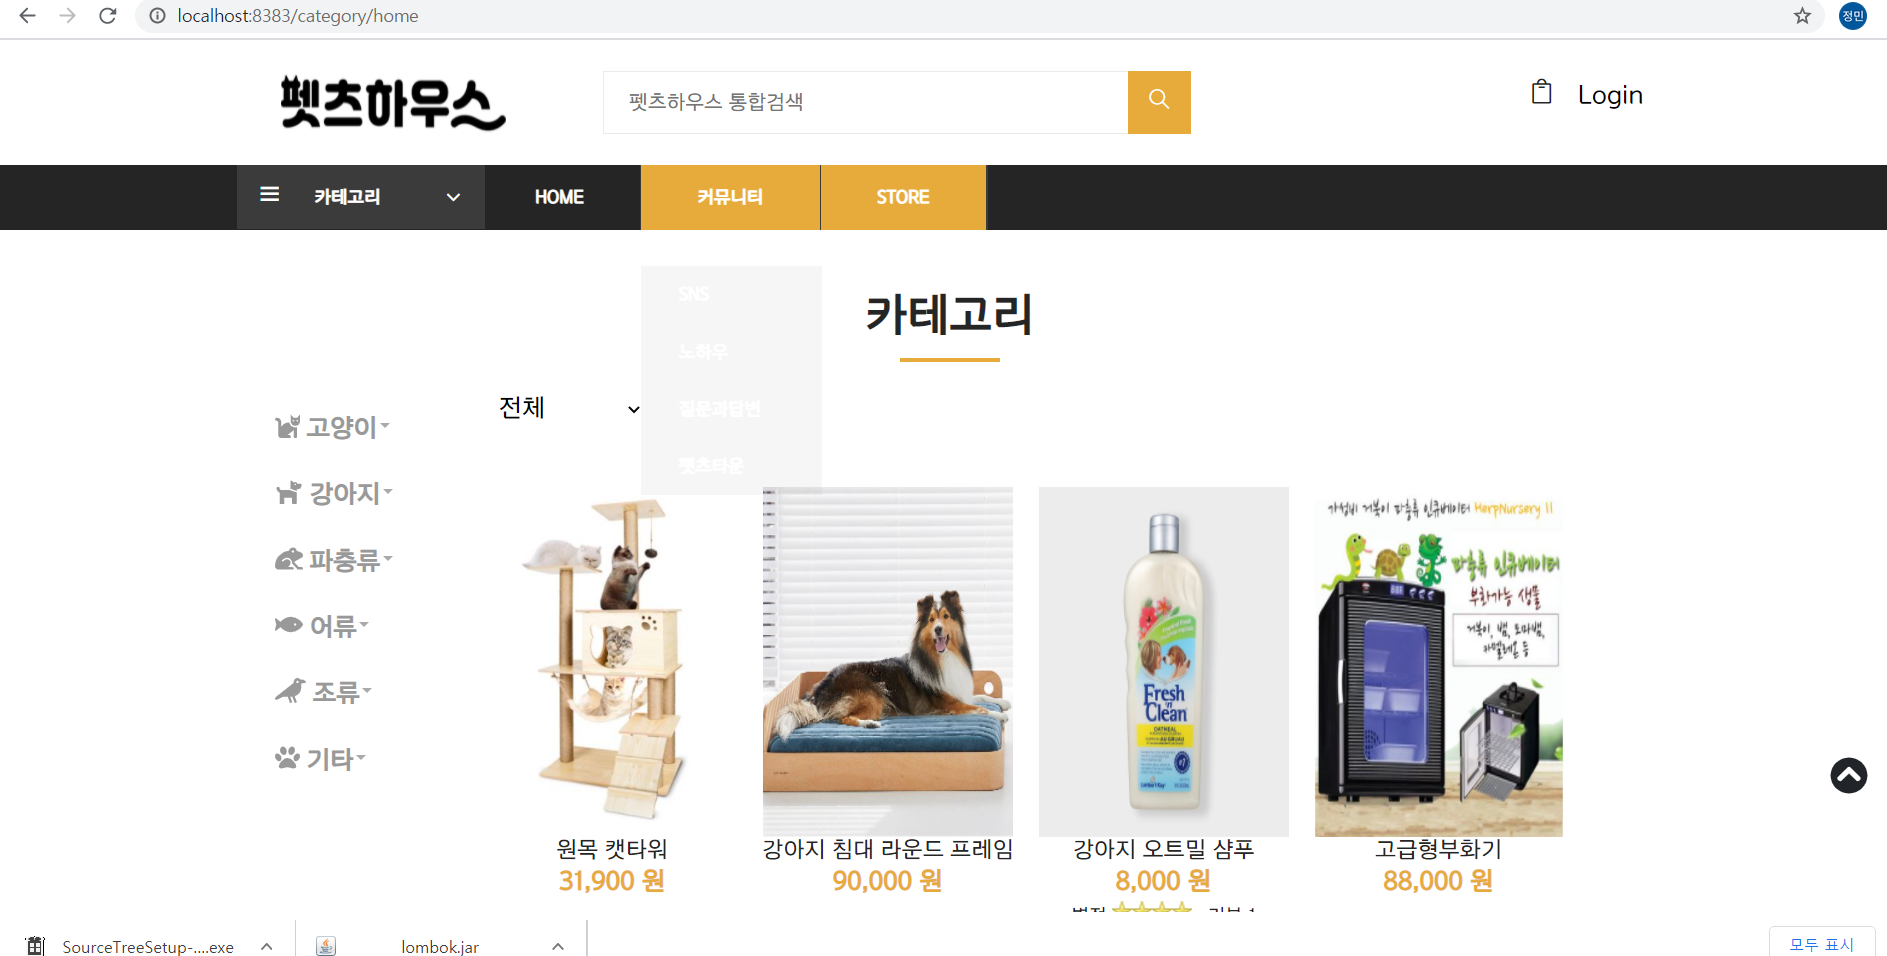 localhost:8383/category/home
정민
펫츠하우스
펫츠하우스 통합검색
Login
카테고리
HOME
커뮤니티
STORE
SNS
노하우
질문과답변
펫츠타운
카테고리
전체
고양이
강아지
파충류
어류
조류
기타
가성비 거북이 파충류 인큐베이터 HerpNursery II
파충류 인큐베이터
부화가능 생물
거북이, 뱀, 도마뱀,
카멜레온 등
Fresh
'n
Clean
OATMEAL
원목 캣타워
31,900 원
강아지 침대 라운드 프레임
90,000 원
강아지 오트밀 샴푸
8,000 원
고급형부화기
88,000 원
SourceTreeSetup-....exe
lombok.jar
모두 표시